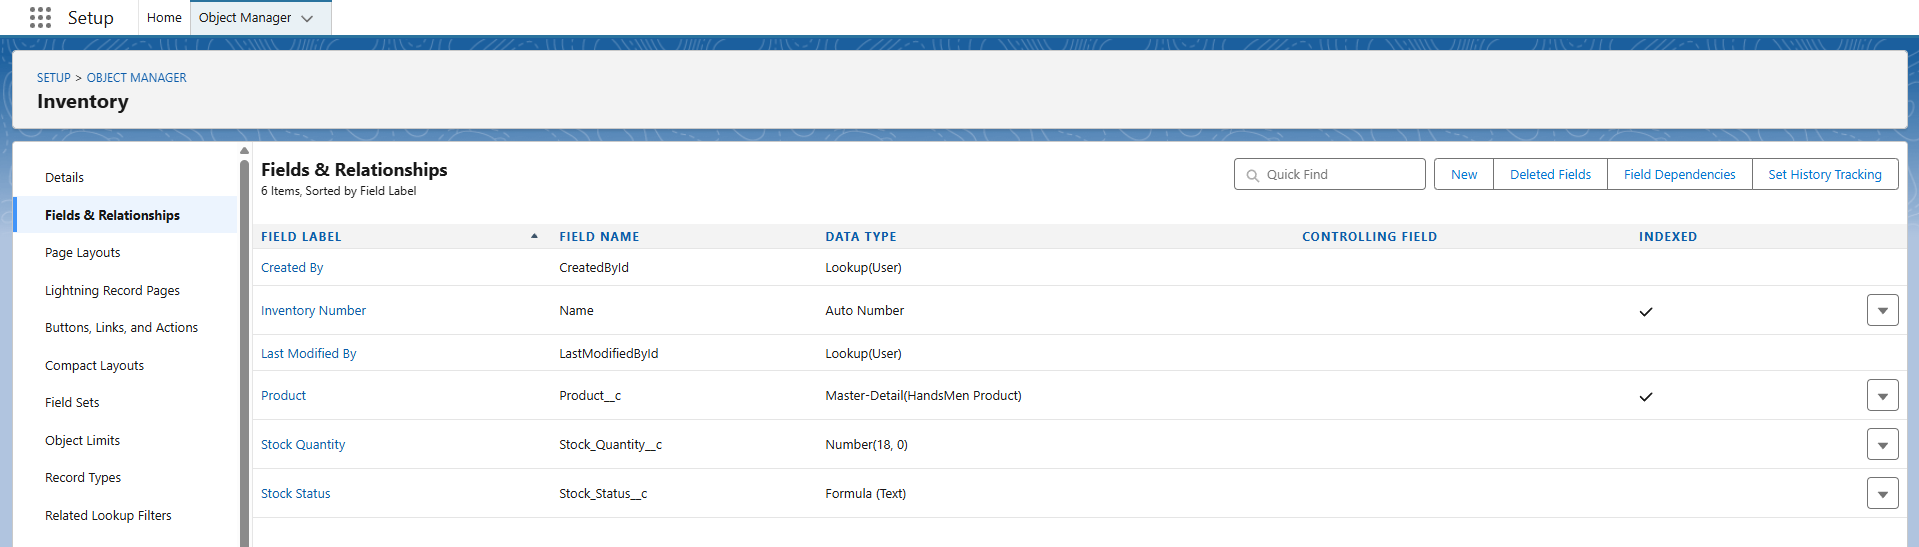 Setup Home Object Manager
SETUP > OBJECT MANAGER
Inventory
Details
Fields & Relationships
Page Layouts
Lightning Record Pages
Buttons, Links, and Actions
Compact Layouts
Field Sets
Object Limits
Record Types
Related Lookup Filters
Fields & Relationships
6 Items, Sorted by Field Label
Quick Find
New Deleted Fields Field Dependencies Set History Tracking
FIELD LABEL FIELD NAME DATA TYPE CONTROLLING FIELD INDEXED
Created By CreatedById Lookup(User)
Inventory Number Name Auto Number
Last Modified By LastModifiedById Lookup(User)
Product Product__c Master-Detail(HandsMen Product)
Stock Quantity Stock_Quantity__c Number(18, 0)
Stock Status Stock_Status__c Formula (Text)